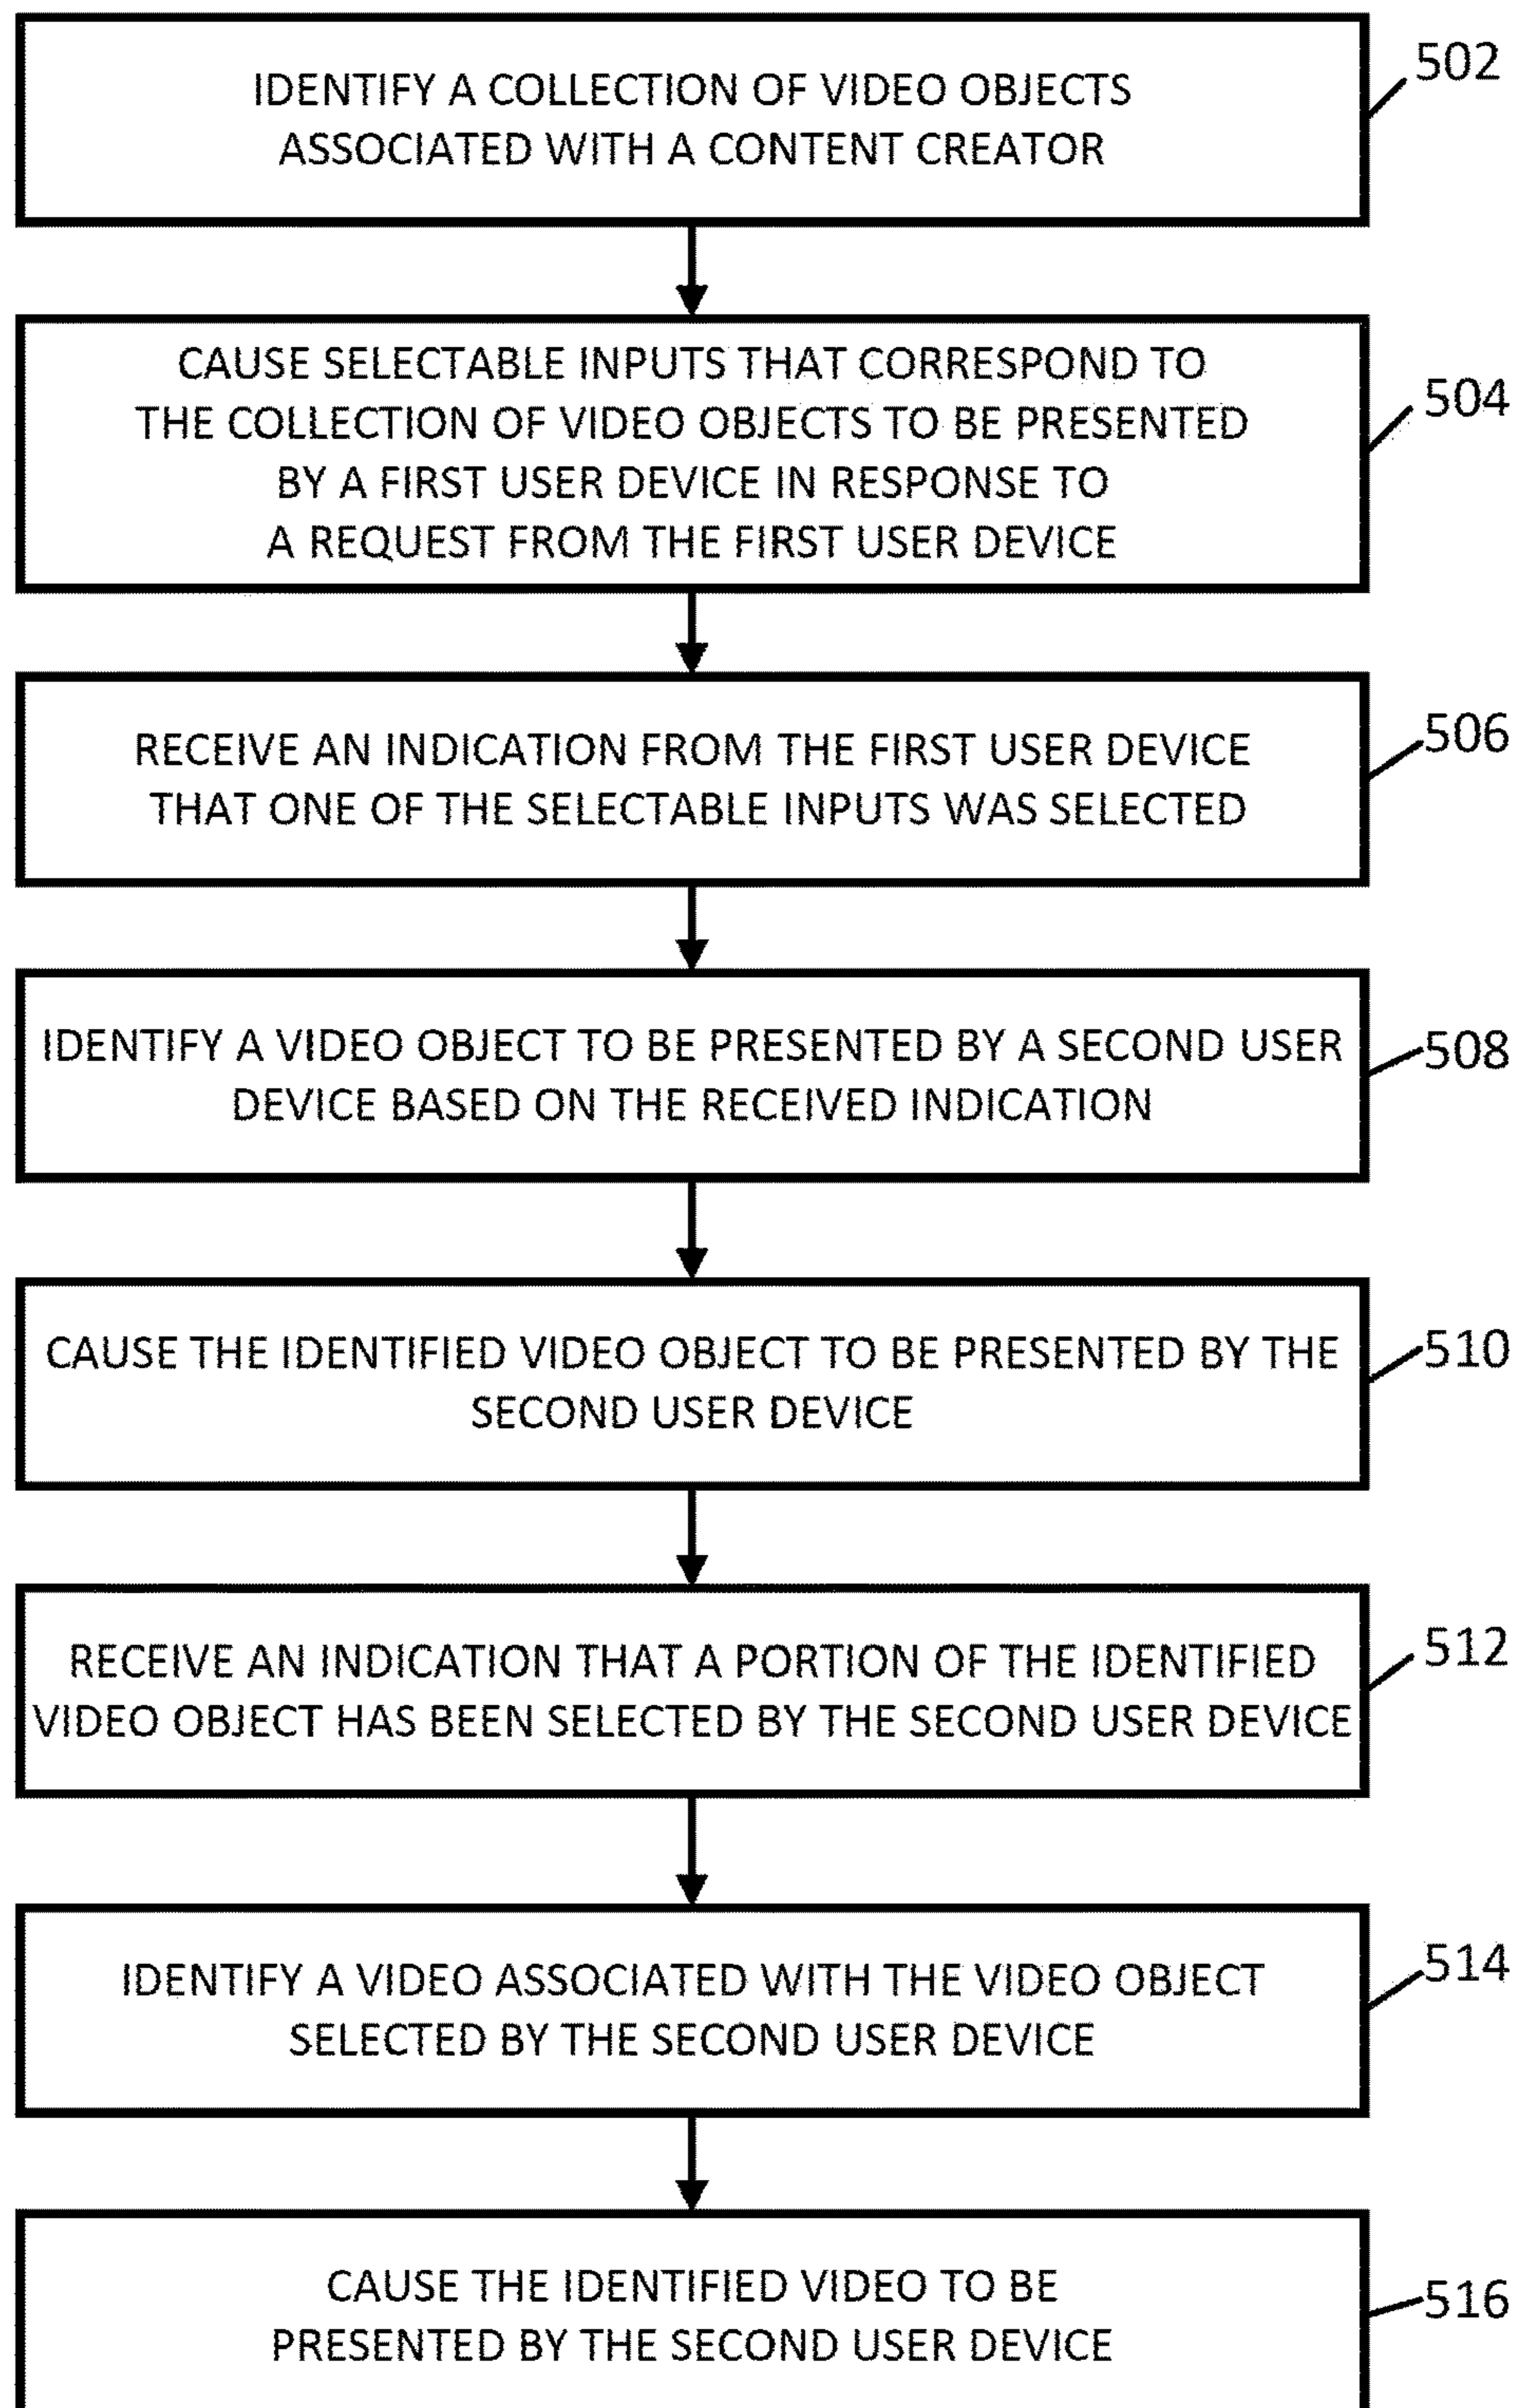 IDENTIFY A COLLECTION OF VIDEO OBJECTS
ASSOCIATED WITH A CONTENT CREATOR
502
CAUSE SELECTABLE INPUTS THAT CORRESPOND TO
THE COLLECTION OF VIDEO OBJECTS TO BE PRESENTED
BY A FIRST USER DEVICE IN RESPONSE TO
A REQUEST FROM THE FIRST USER DEVICE
504
RECEIVE AN INDICATION FROM THE FIRST USER DEVICE
THAT ONE OF THE SELECTABLE INPUTS WAS SELECTED
506
IDENTIFY A VIDEO OBJECT TO BE PRESENTED BY A SECOND USER
DEVICE BASED ON THE RECEIVED INDICATION
508
CAUSE THE IDENTIFIED VIDEO OBJECT TO BE PRESENTED BY THE
SECOND USER DEVICE
510
RECEIVE AN INDICATION THAT A PORTION OF THE IDENTIFIED
VIDEO OBJECT HAS BEEN SELECTED BY THE SECOND USER DEVICE
512
IDENTIFY A VIDEO ASSOCIATED WITH THE VIDEO OBJECT
SELECTED BY THE SECOND USER DEVICE
514
CAUSE THE IDENTIFIED VIDEO TO BE
PRESENTED BY THE SECOND USER DEVICE
516